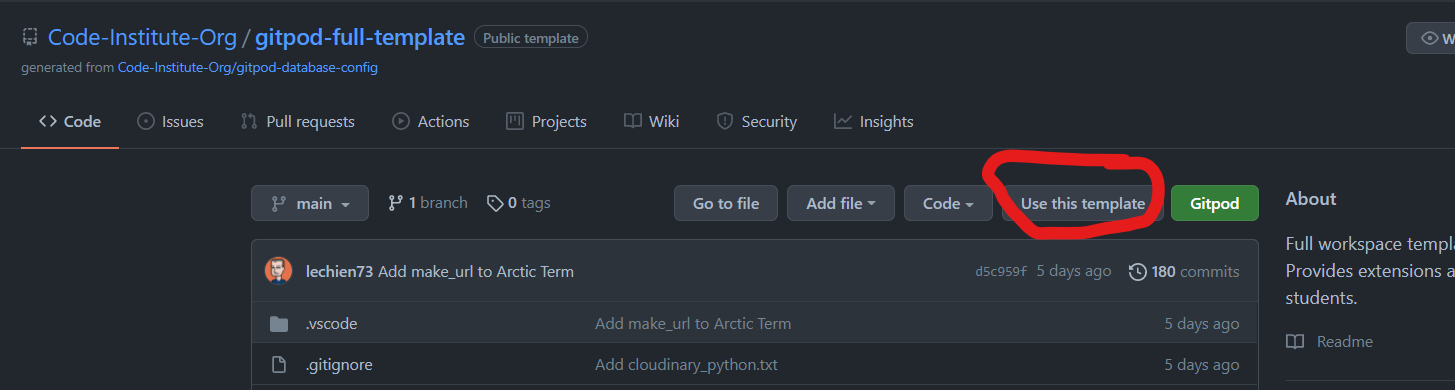 Code-Institute-Org / gitpod-full-template Public template
generated from Code-Institute-Org/gitpod-database-config
W
Code Issues Pull requests Actions Projects Wiki Security Insights
main 1 branch 0 tags Go to file Add file Code Use this template Gitpod
About
lechien73 Add make_url to Arctic Term d5c959f 5 days ago 180 commits
Full workspace templa
Provides extensions a
students.
.vscode Add make_url to Arctic Term 5 days ago
Readme
.gitignore Add cloudinary_python.txt 5 days ago